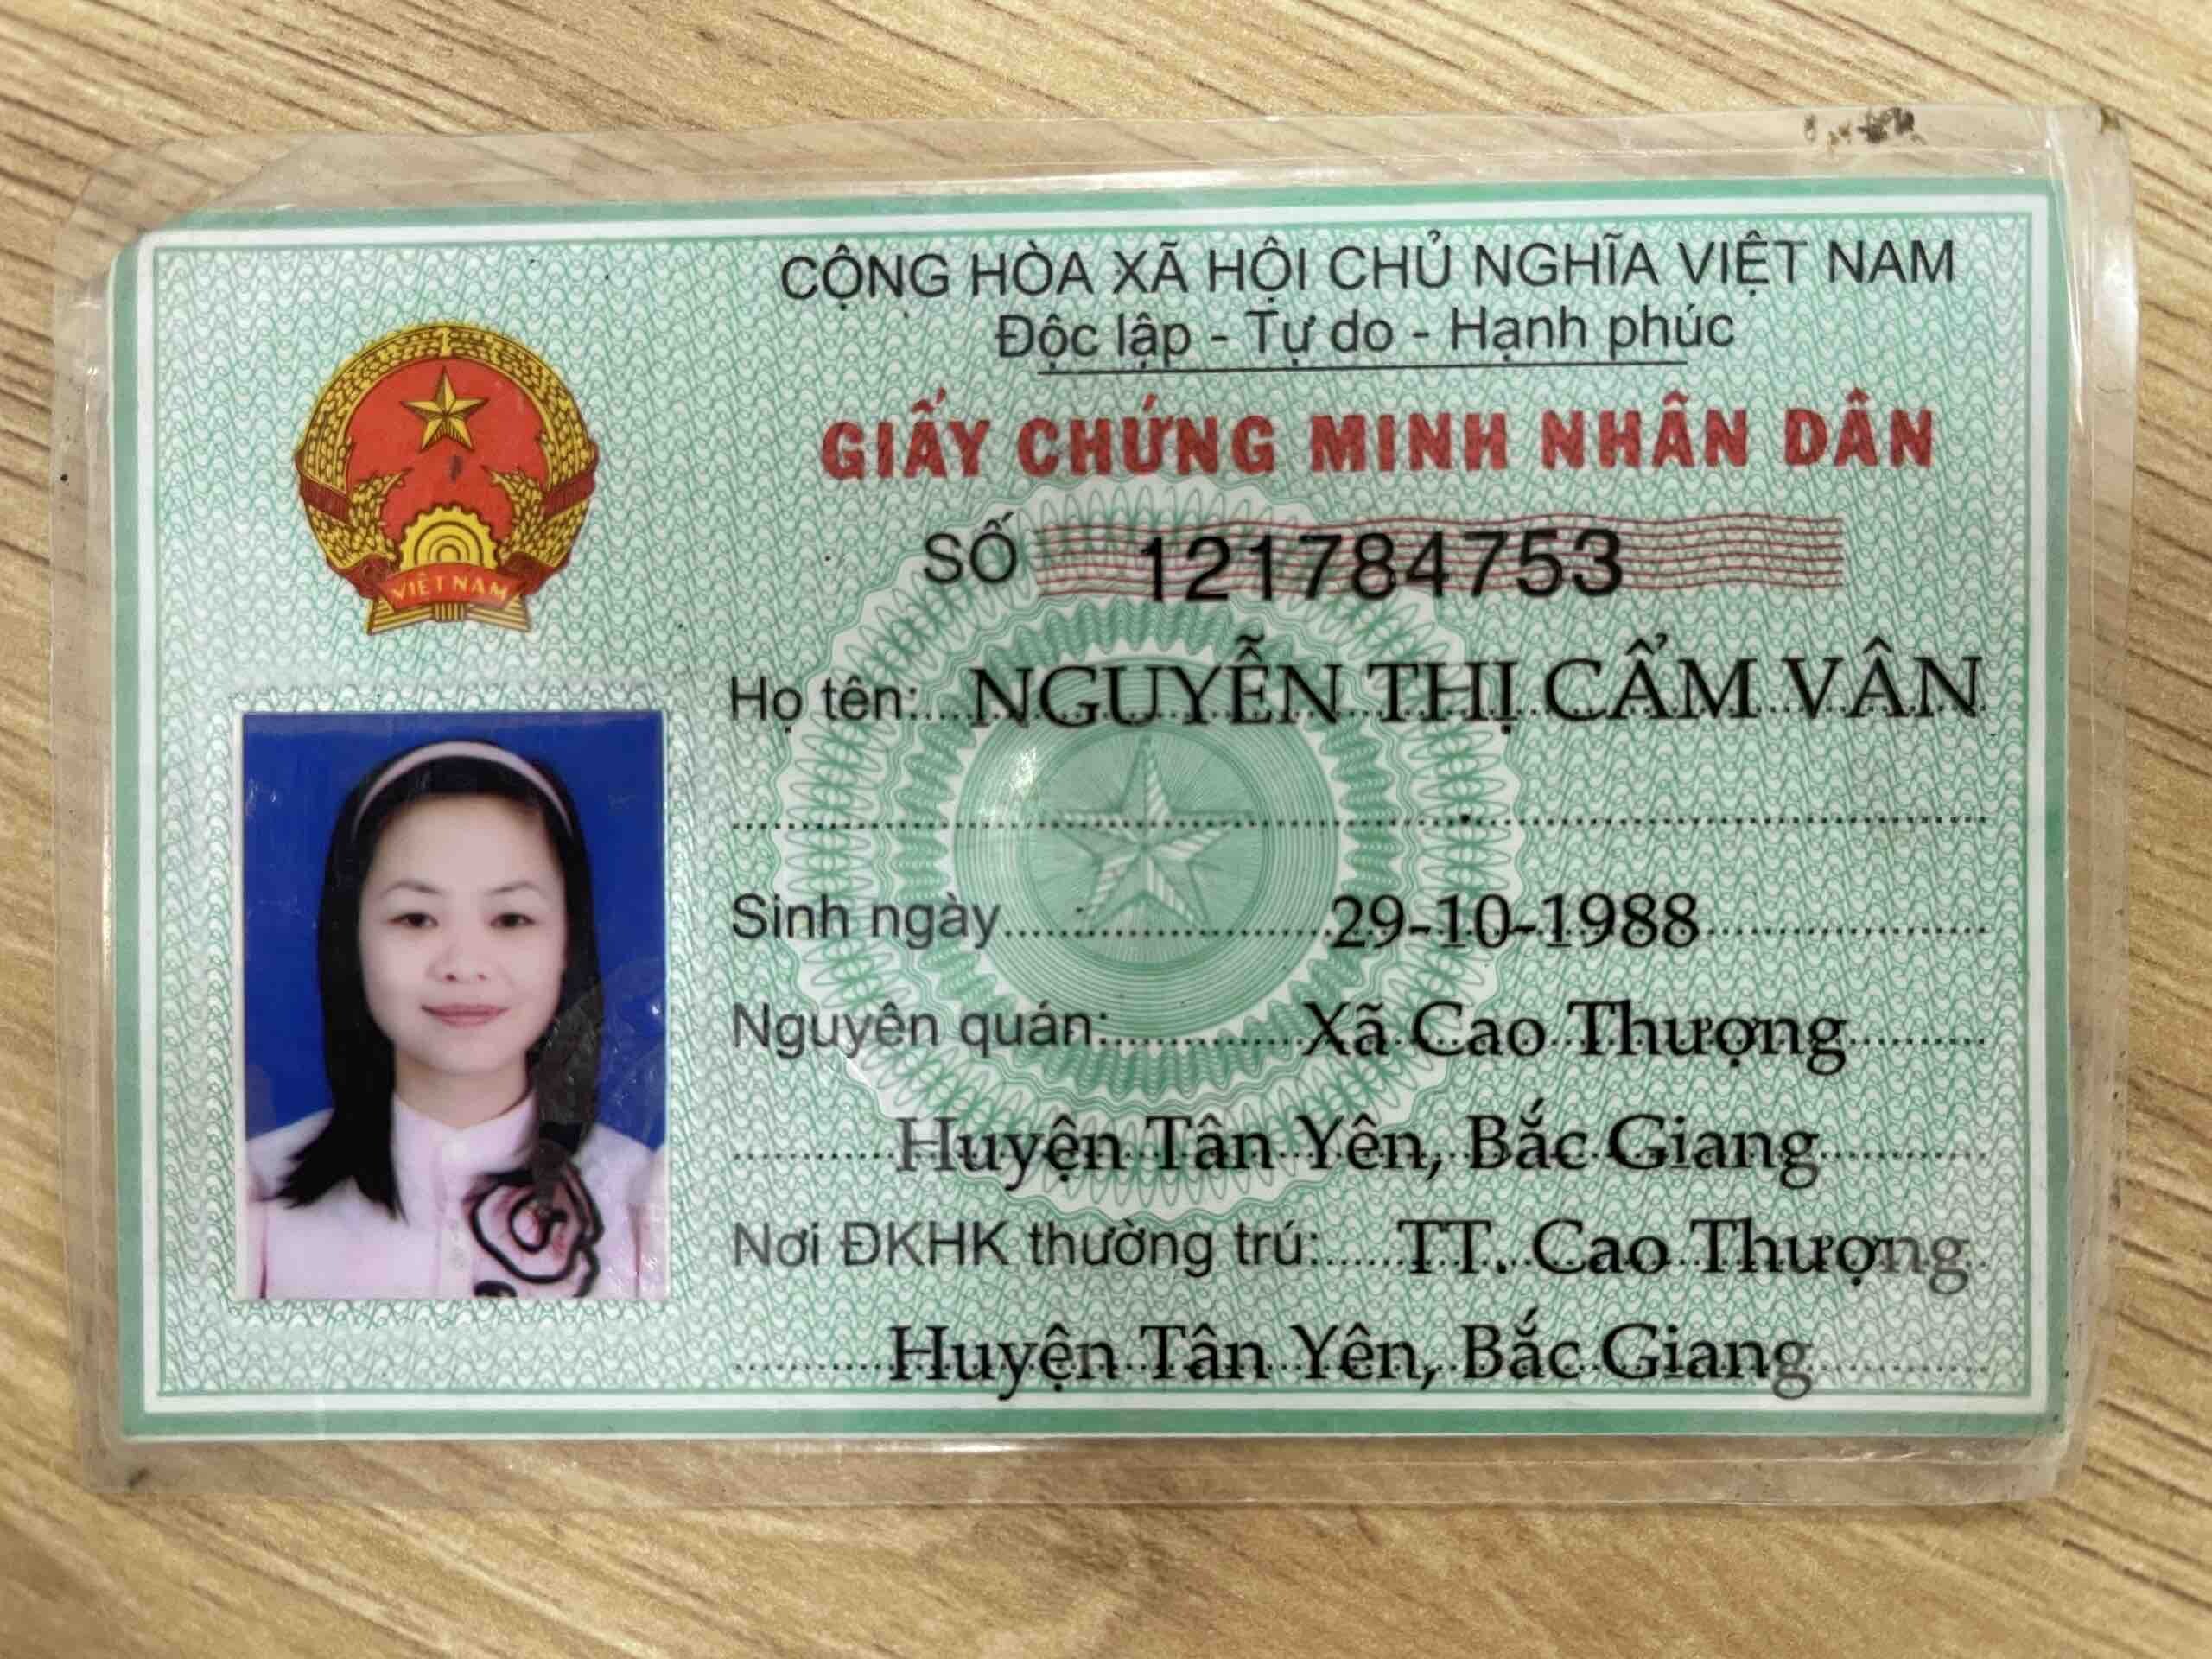 CỘNG HÒA XÃ HỘI CHỦ NGHĨA VIỆT NAM
Độc lập - Tự do - Hạnh phúc
GIẤY CHỨNG MINH NHÂN DÂN
SỐ 121784753
VIỆT NAM
Họ tên: NGUYỄN THỊ CẨM VÂN
Sinh ngày 29-10-1988
Nguyên quán: Xã Cao Thượng
Huyện Tân Yên, Bắc Giang
Nơi ĐKHK thường trú: TT. Cao Thượng
Huyện Tân Yên, Bắc Giang